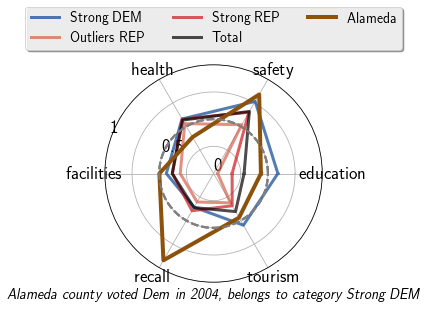 Strong DEM Strong REP Alameda
Outliers REP Total
health safety
1
0.5
0
facilities education
recall tourism
Alameda county voted Dem in 2004, belongs to category Strong DEM